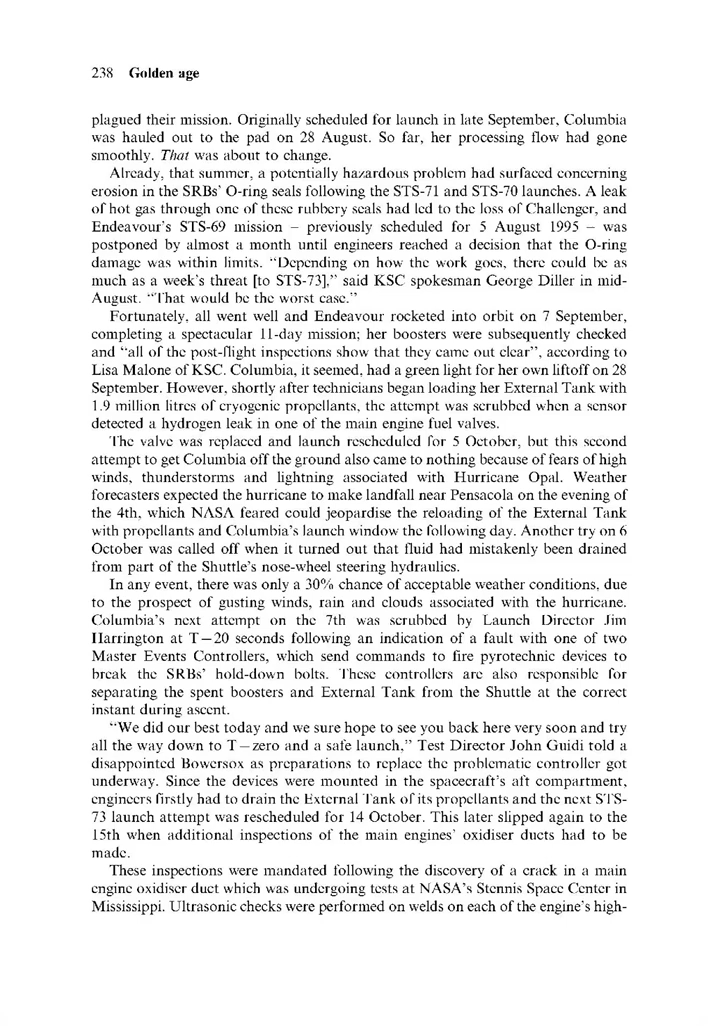 238 Golden age
plagued their mission. Originally scheduled for launch in late September, Columbia
was hauled out to the pad on 28 August. So far, her processing flow had gone
smoothly. That was about to change.
Already, that summer, a potentially hazardous problem had surfaced concerning
erosion in the SRBs' O-ring seals following the STS-71 and STS-70 launches. A leak
of hot gas through one of these rubbery seals had led to the loss of Challenger, and
Endeavour's STS-69 mission – previously scheduled for 5 August 1995 – was
postponed by almost a month until engineers reached a decision that the O-ring
damage was within limits. "Depending on how the work goes, there could be as
much as a week's threat [to STS-73]," said KSC spokesman George Diller in mid-
August. "That would be the worst case."
Fortunately, all went well and Endeavour rocketed into orbit on 7 September,
completing a spectacular 11-day mission; her boosters were subsequently checked
and "all of the post-flight inspections show that they came out clear", according to
Lisa Malone of KSC. Columbia, it seemed, had a green light for her own liftoff on 28
September. However, shortly after technicians began loading her External Tank with
1.9 million litres of cryogenic propellants, the attempt was scrubbed when a sensor
detected a hydrogen leak in one of the main engine fuel valves.
The valve was replaced and launch rescheduled for 5 October, but this second
attempt to get Columbia off the ground also came to nothing because of fears of high
winds, thunderstorms and lightning associated with Hurricane Opal. Weather
forecasters expected the hurricane to make landfall near Pensacola on the evening of
the 4th, which NASA feared could jeopardise the reloading of the External Tank
with propellants and Columbia's launch window the following day. Another try on 6
October was called off when it turned out that fluid had mistakenly been drained
from part of the Shuttle's nose-wheel steering hydraulics.
In any event, there was only a 30% chance of acceptable weather conditions, due
to the prospect of gusting winds, rain and clouds associated with the hurricane.
Columbia's next attempt on the 7th was scrubbed by Launch Director Jim
Harrington at T–20 seconds following an indication of a fault with one of two
Master Events Controllers, which send commands to fire pyrotechnic devices to
break the SRBs' hold-down bolts. These controllers are also responsible for
separating the spent boosters and External Tank from the Shuttle at the correct
instant during ascent.
"We did our best today and we sure hope to see you back here very soon and try
all the way down to T–zero and a safe launch," Test Director John Guidi told a
disappointed Bowersox as preparations to replace the problematic controller got
underway. Since the devices were mounted in the spacecraft's aft compartment,
engineers firstly had to drain the External Tank of its propellants and the next STS-
73 launch attempt was rescheduled for 14 October. This later slipped again to the
15th when additional inspections of the main engines' oxidiser ducts had to be
made.
These inspections were mandated following the discovery of a crack in a main
engine oxidiser duct which was undergoing tests at NASA's Stennis Space Center in
Mississippi. Ultrasonic checks were performed on welds on each of the engine's high-